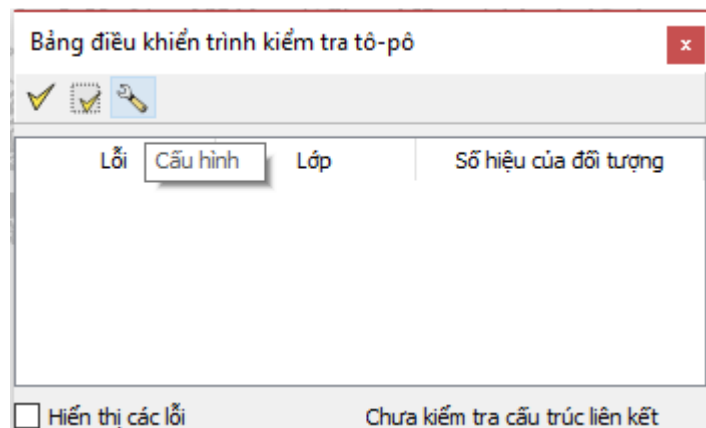 Bảng điều khiển trình kiểm tra tô-pô
x
Lỗi Cấu hình Lớp Số hiệu của đối tượng
Hiển thị các lỗi Chưa kiểm tra cấu trúc liên kết